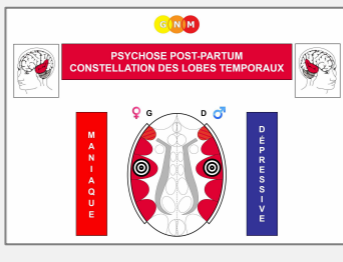 GNM
PSYCHOSE POST-PARTUM
CONSTELLATION DES LOBES TEMPORAUX
G D
MANIAQUE
DÉPRESSIVE